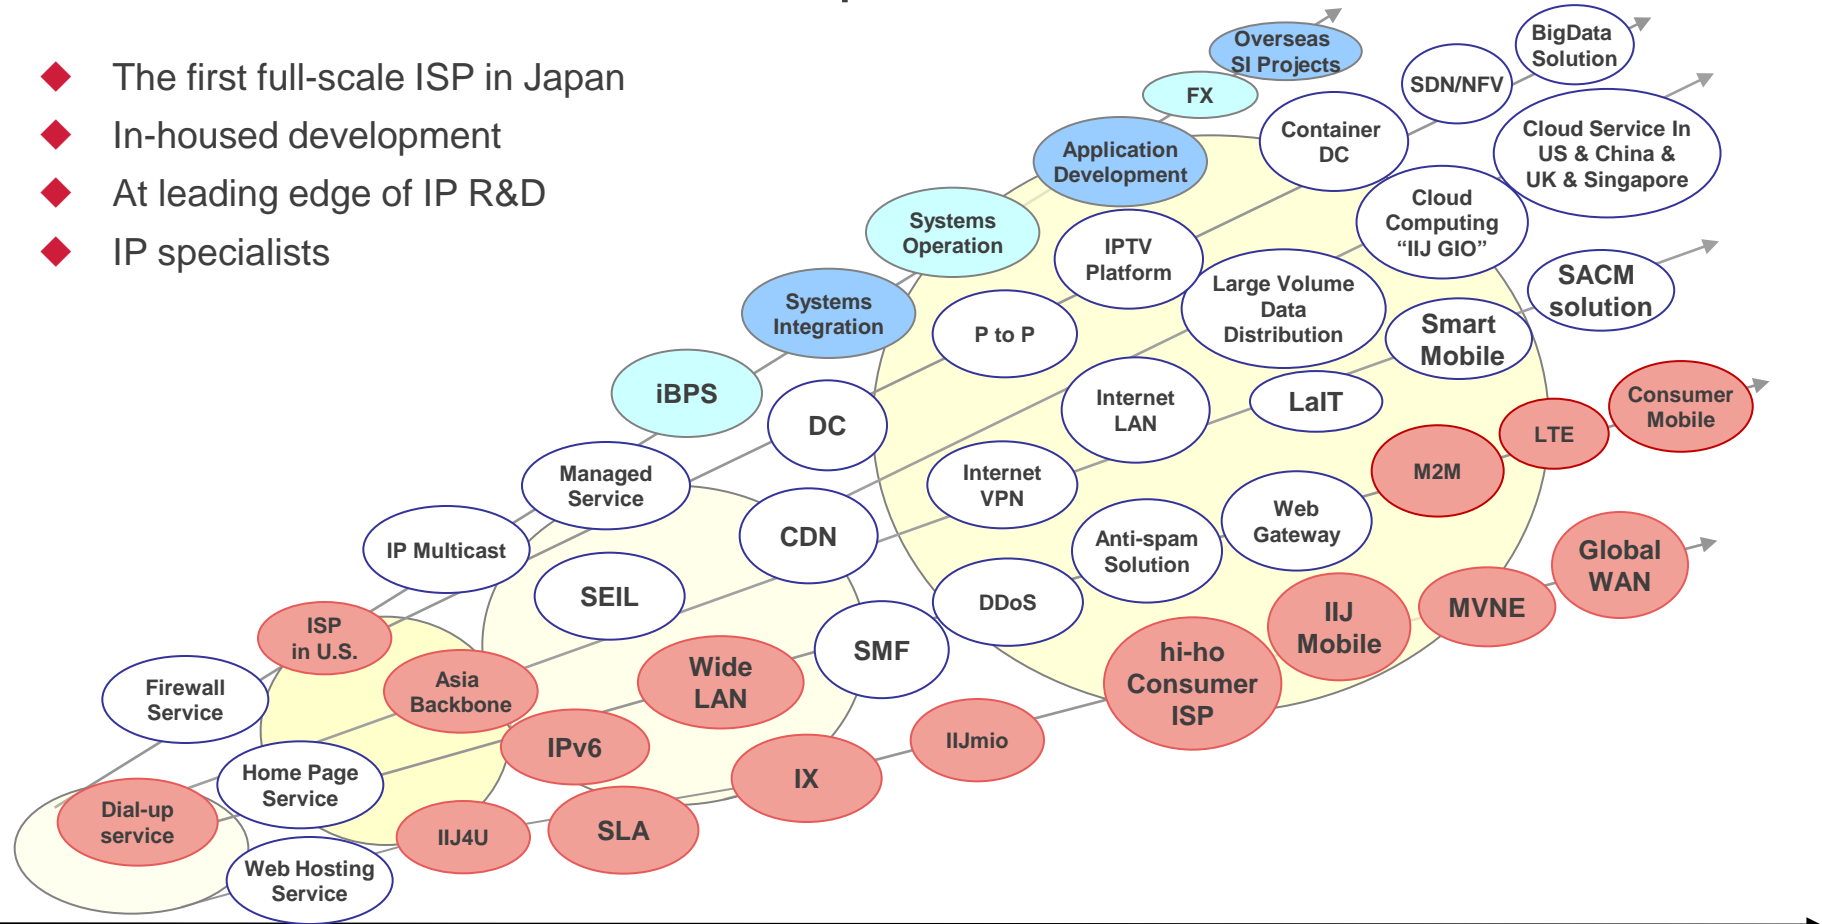 The first full-scale ISP in Japan
In-housed development
At leading edge of IP R&D
IP specialists
Overseas
SI Projects
FX
Application
Development
Systems
Operation
Systems
Integration
iBPS
Managed
Service
IP Multicast
ISP
in U.S.
Firewall
Service
Dial-up
service
BigData
Solution
SDN/NFV
Container
DC
IPTV
Platform
P to P
DC
SEIL
Asia
Backbone
Home Page
Service
Cloud Service In
US & China &
UK & Singapore
Cloud
Computing
“IIJ GIO”
Large Volume
Data
Distribution
Internet
LAN
Internet
VPN
CDN
SACM
solution
Smart
Mobile
LaIT
Wide
LAN
IPv6
SMF
DDoS
Anti-spam
Solution
Web
Gateway
M2M
LTE
Consumer
Mobile
Global
WAN
MVNE
IIJ
Mobile
hi-ho
Consumer
ISP
IIJmio
IX
SLA
IIJ4U
Web Hosting
Service